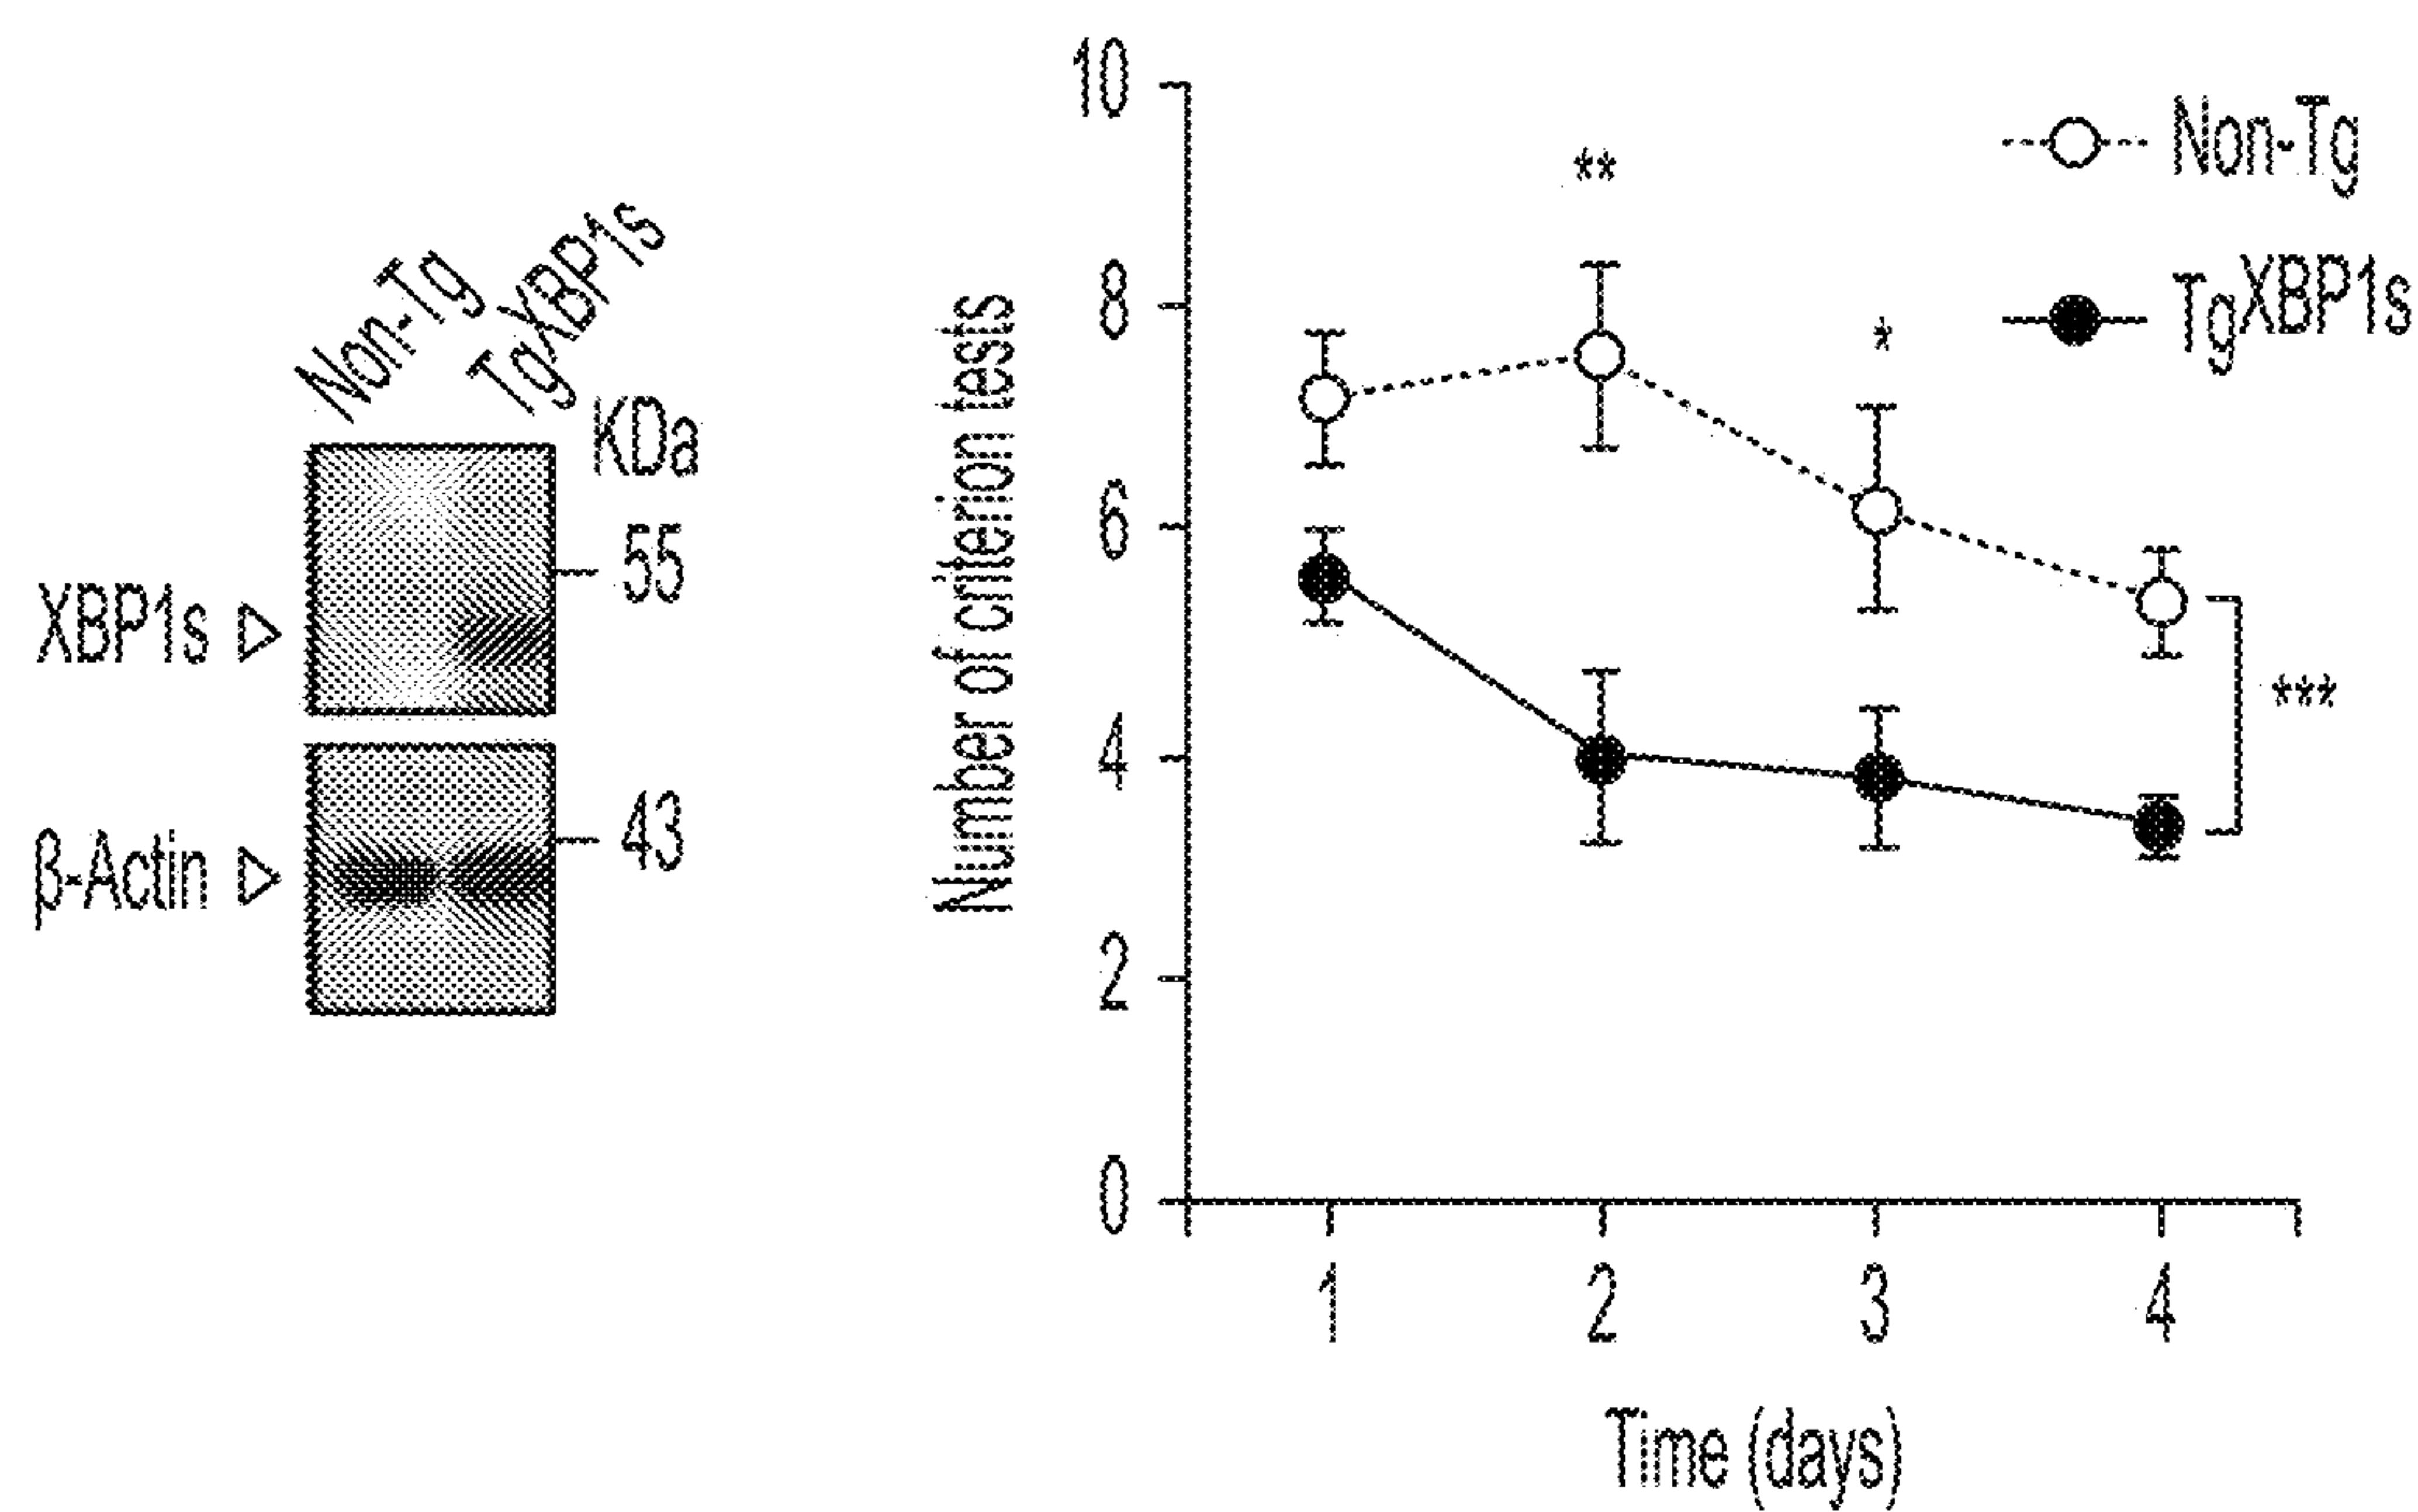 Non-Tg
TgXBP1s
KDa
XBP1s
55
β-Actin
43
Number of criterion tests
10
8
6
4
2
0
**
*
***
Non-Tg
TgXBP1s
1 2 3 4
Time (days)